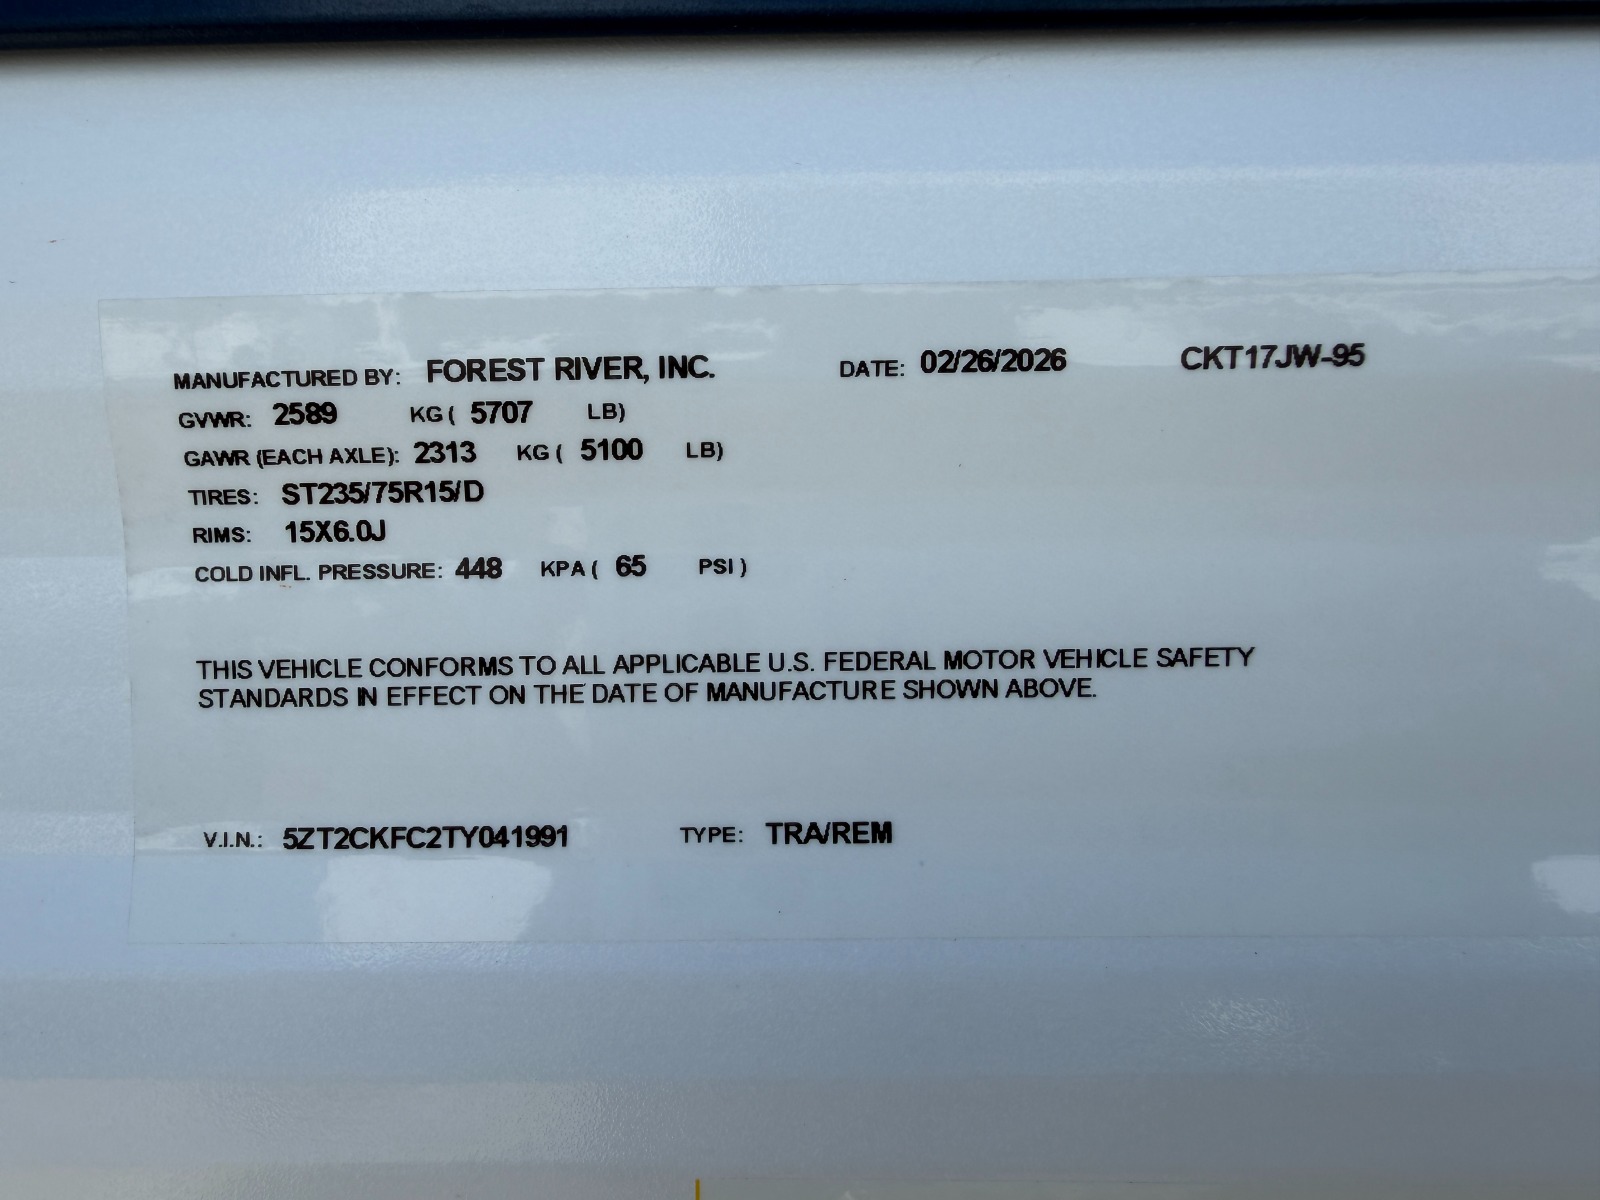 MANUFACTURED BY: FOREST RIVER, INC. DATE: 02/26/2026 CKT17JW-95
GVWR: 2589 KG ( 5707 LB)
GAWR (EACH AXLE): 2313 KG ( 5100 LB)
TIRES: ST235/75R15/D
RIMS: 15X6.0J
COLD INFL. PRESSURE: 448 KPA ( 65 PSI )
THIS VEHICLE CONFORMS TO ALL APPLICABLE U.S. FEDERAL MOTOR VEHICLE SAFETY
STANDARDS IN EFFECT ON THE DATE OF MANUFACTURE SHOWN ABOVE.
V.I.N.: 5ZT2CKFC2TY041991 TYPE: TRA/REM